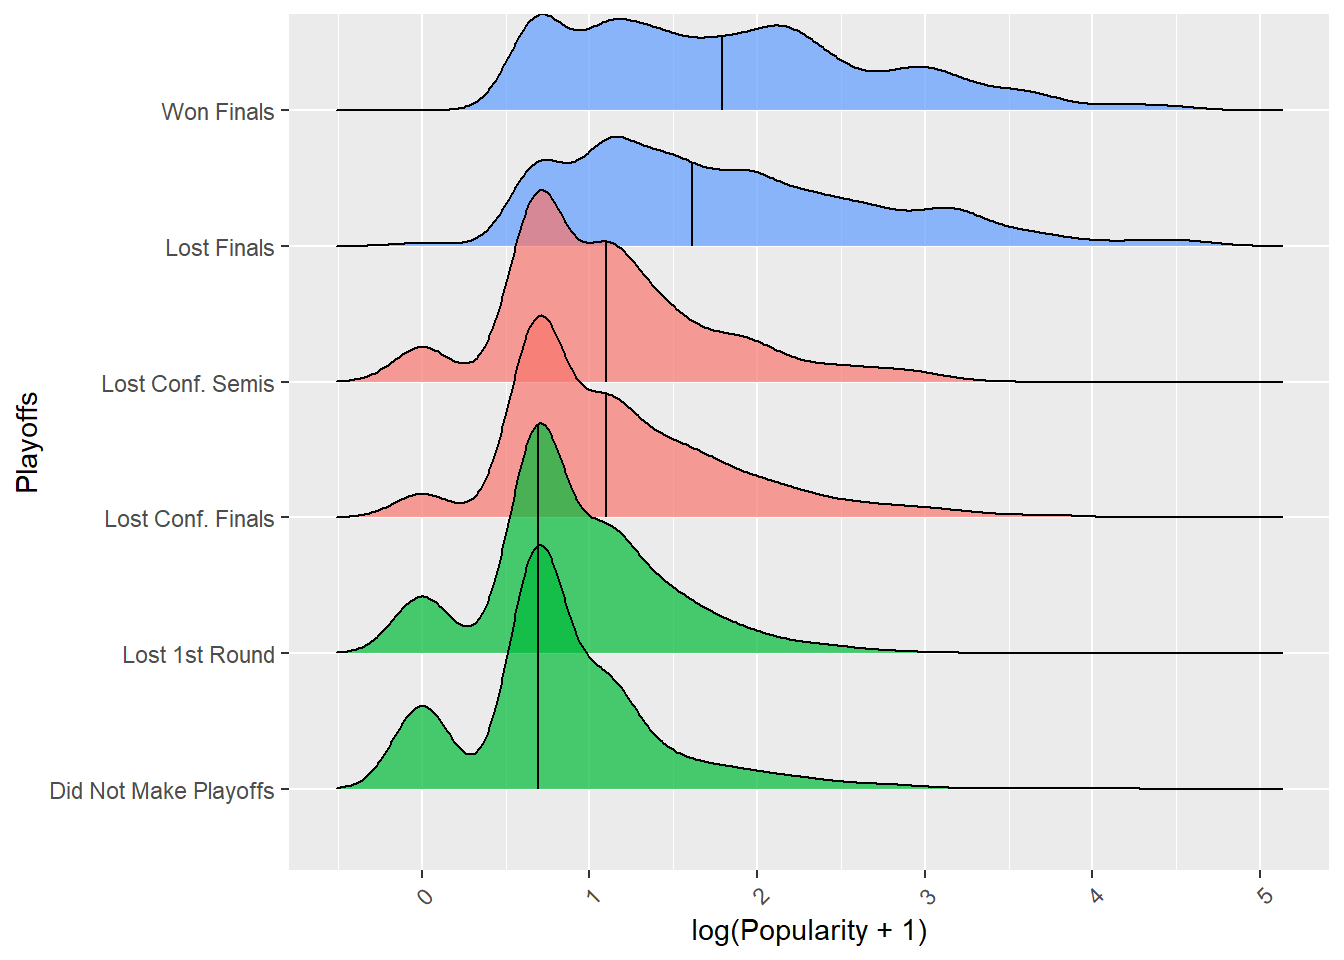 Playoffs
Won Finals
Lost Finals
Lost Conf. Semis
Lost Conf. Finals
Lost 1st Round
Did Not Make Playoffs
0 1 2 3 4 5
log(Popularity + 1)